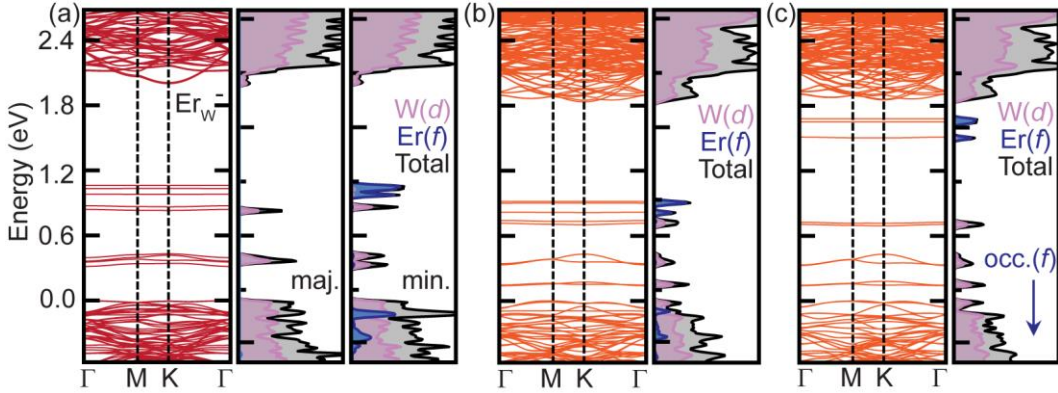 (a)
(b)
(c)
Energy (eV)
2.4
1.8
1.2
0.6
0.0
Er_W^-
W(d)
Er(f)
Total
maj.
min.
W(d)
Er(f)
Total
W(d)
Er(f)
Total
occ.(f)
Γ M K Γ
Γ M K Γ
Γ M K Γ